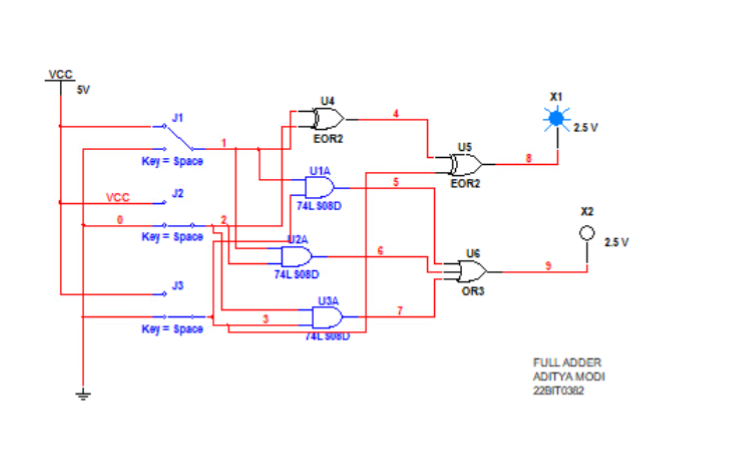 VCC
5V
J1
1
Key = Space
VCC
J2
0
2
Key = Space
J3
3
Key = Space
U4
EOR2
4
U1A
74LS08D
5
U2A
74LS08D
6
U3A
74LS08D
7
U5
EOR2
8
U6
OR3
9
X1
2.5 V
X2
2.5 V
FULL ADDER
ADITYA MODI
22BIT0382